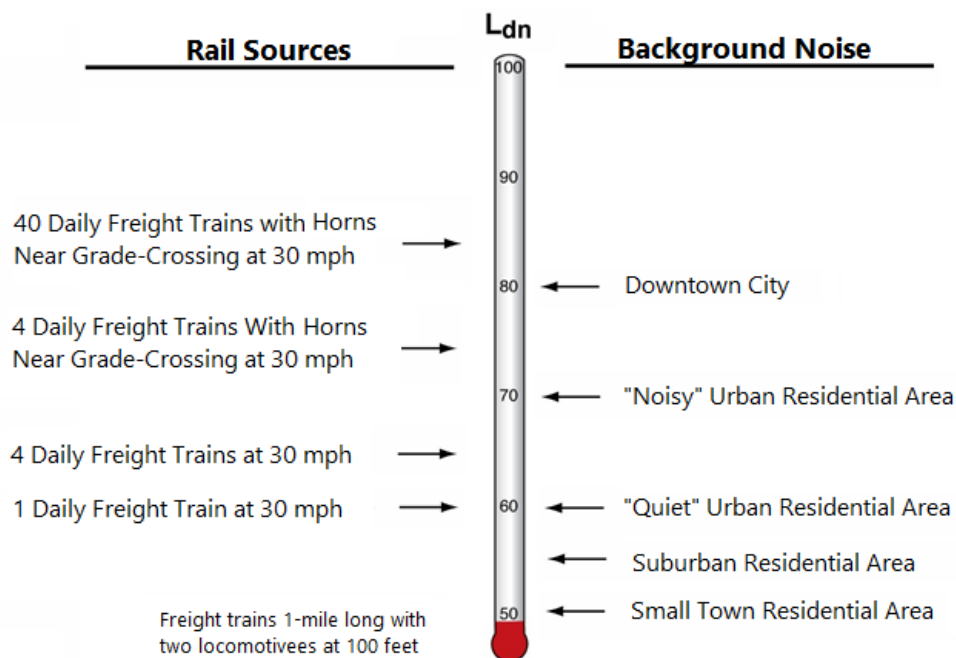 Ldn
Rail Sources
Background Noise
100
90
40 Daily Freight Trains with Horns
Near Grade-Crossing at 30 mph
80
Downtown City
4 Daily Freight Trains With Horns
Near Grade-Crossing at 30 mph
70
"Noisy" Urban Residential Area
4 Daily Freight Trains at 30 mph
1 Daily Freight Train at 30 mph
60
"Quiet" Urban Residential Area
Suburban Residential Area
50
Small Town Residential Area
Freight trains 1-mile long with
two locomotivees at 100 feet